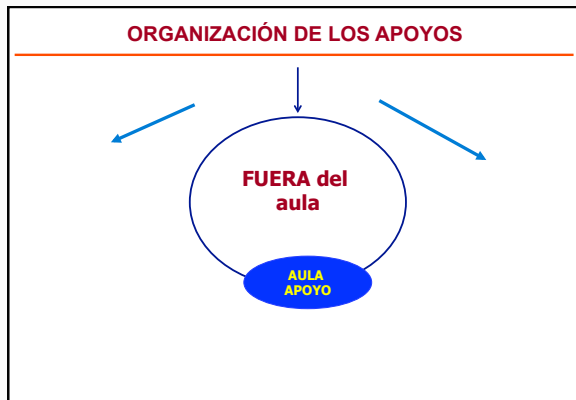 ORGANIZACIÓN DE LOS APOYOS
FUERA del
aula
AULA
APOYO